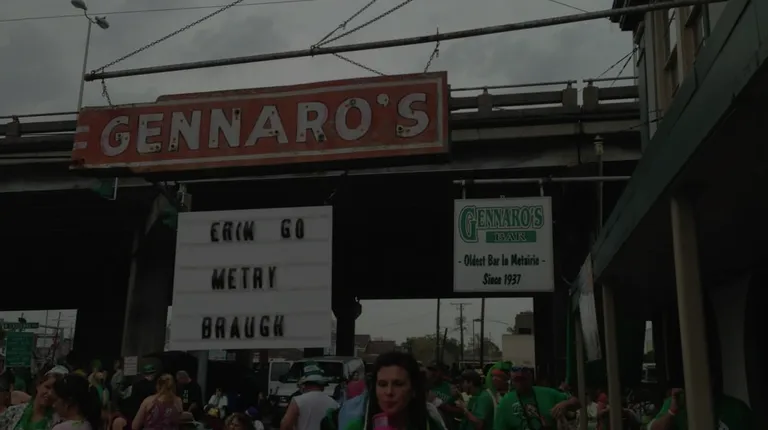 GENNARO'S
ERIN GO
METRY
BRAUGH
GENNARO'S
BAR
- Oldest Bar In Metairie -
Since 1937